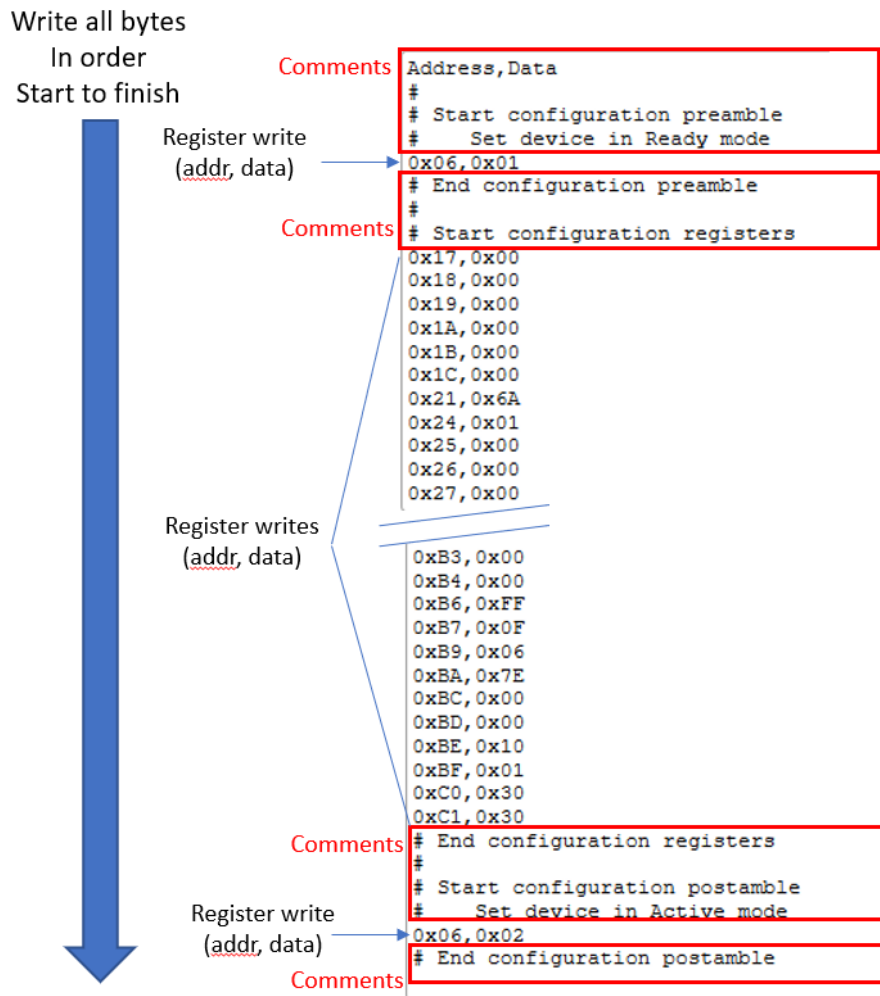 Write all bytes
In order
Start to finish
Comments
Address,Data
#
# Start configuration preamble
#    Set device in Ready mode
Register write
(addr, data)
0x06,0x01
# End configuration preamble
#
Comments
# Start configuration registers
0x17,0x00
0x18,0x00
0x19,0x00
0x1A,0x00
0x1B,0x00
0x1C,0x00
0x21,0x6A
0x24,0x01
0x25,0x00
0x26,0x00
0x27,0x00
Register writes
(addr, data)
0xB3,0x00
0xB4,0x00
0xB6,0xFF
0xB7,0x0F
0xB9,0x06
0xBA,0x7E
0xBC,0x00
0xBD,0x00
0xBE,0x10
0xBF,0x01
0xC0,0x30
0xC1,0x30
Comments
# End configuration registers
#
# Start configuration postamble
#    Set device in Active mode
Register write
(addr, data)
0x06,0x02
# End configuration postamble
Comments